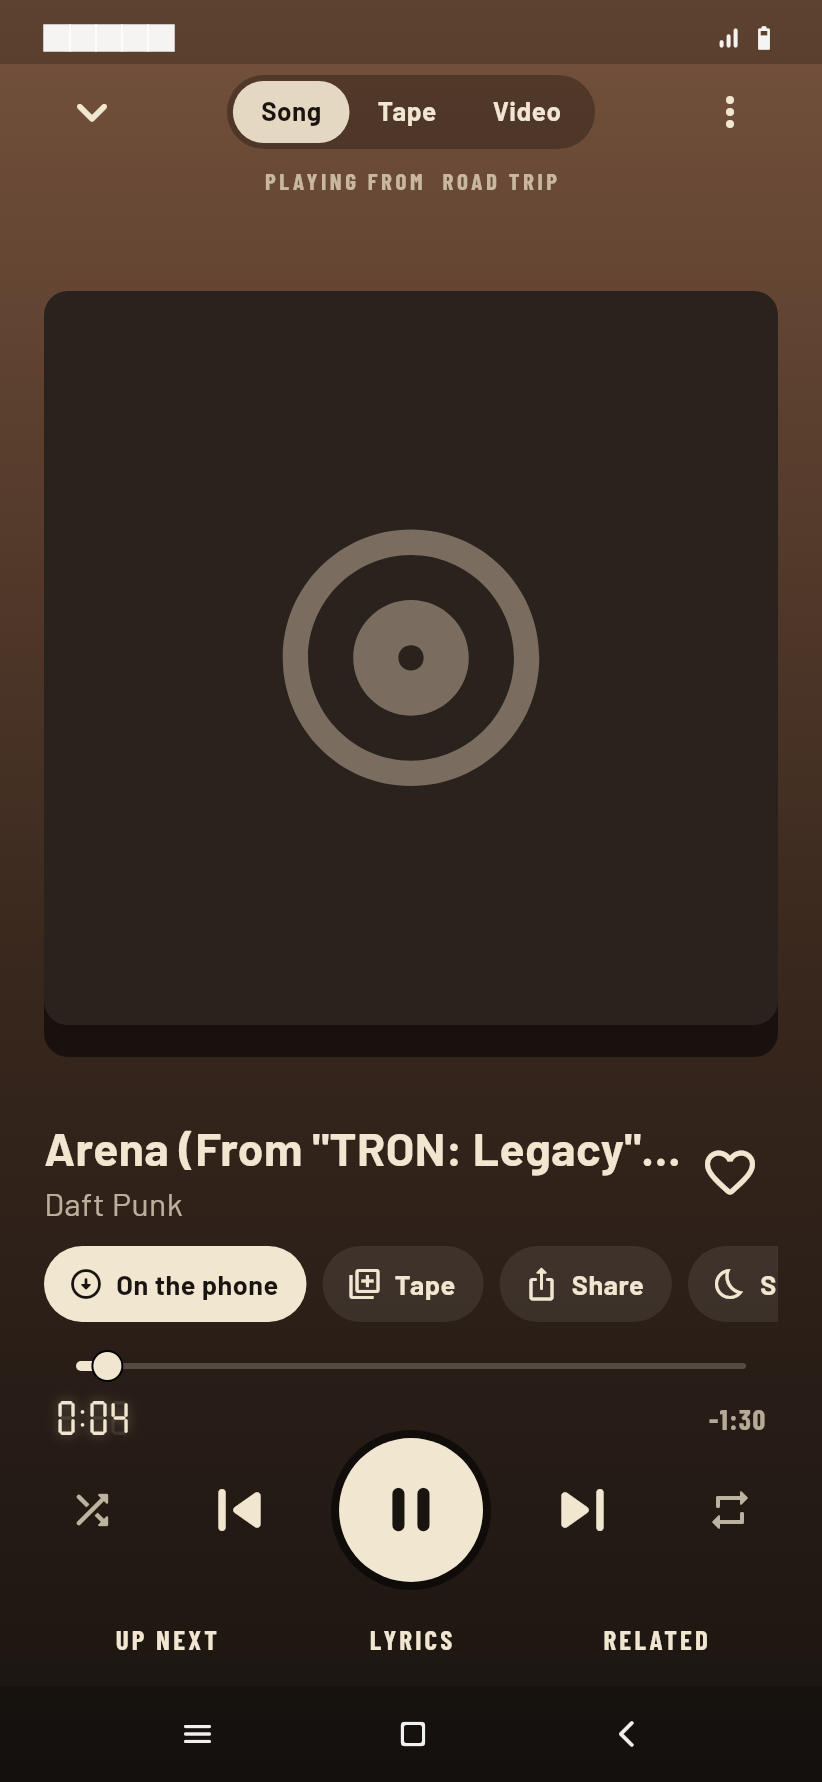 Song Tape Video
PLAYING FROM ROAD TRIP
Arena (From "TRON: Legacy"...
Daft Punk
On the phone Tape Share S
0:04 -1:30
UP NEXT LYRICS RELATED